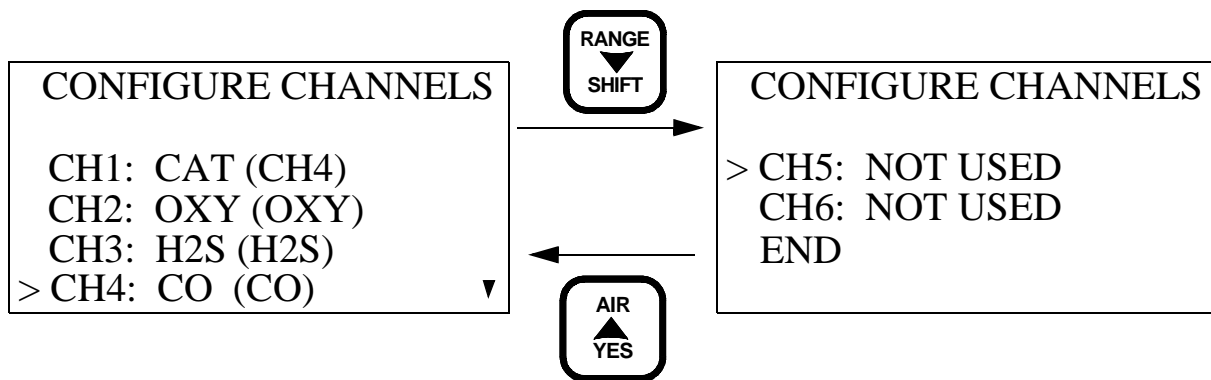 CONFIGURE CHANNELS
CH1: CAT (CH4)
CH2: OXY (OXY)
CH3: H2S (H2S)
> CH4: CO (CO) ▼
RANGE
▼
SHIFT
AIR
▲
YES
CONFIGURE CHANNELS
> CH5: NOT USED
CH6: NOT USED
END